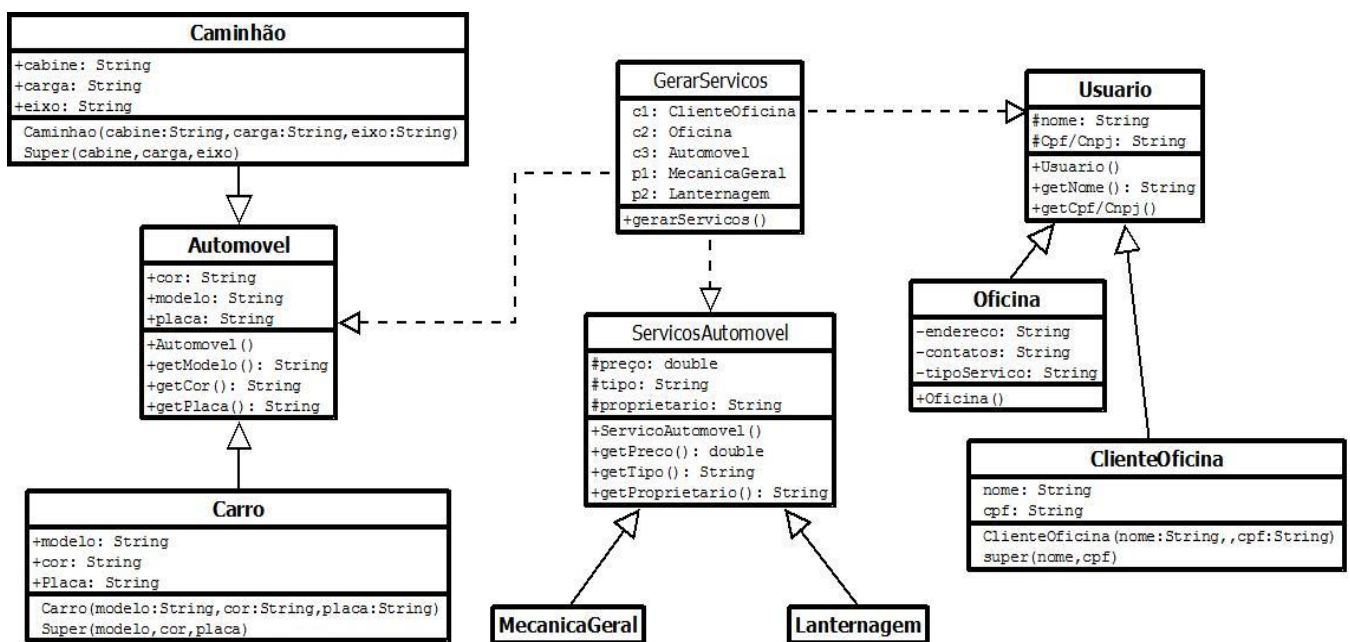 Caminhão
+cabine: String
+carga: String
+eixo: String
Caminhao(cabine:String,carga:String,eixo:String)
Super(cabine,carga,eixo)
Automovel
+cor: String
+modelo: String
+placa: String
+Automovel()
+getModelo(): String
+getCor(): String
+getPlaca(): String
Carro
+modelo: String
+cor: String
+Placa: String
Carro(modelo:String,cor:String,placa:String)
Super(modelo,cor,placa)
GerarServicos
c1: ClienteOficina
c2: Oficina
c3: Automovel
p1: MecanicaGeral
p2: Lanternagem
+gerarServicos()
ServicosAutomovel
#preço: double
#tipo: String
#proprietario: String
+ServicoAutomovel()
+getPreco(): double
+getTipo(): String
+getProprietario(): String
MecanicaGeral
Lanternagem
Usuario
#nome: String
#Cpf/Cnpj: String
+Usuario()
+getNome(): String
+getCpf/Cnpj()
Oficina
-endereco: String
-contatos: String
-tipoServico: String
+Oficina()
ClienteOficina
nome: String
cpf: String
ClienteOficina(nome:String,,cpf:String)
super(nome,cpf)